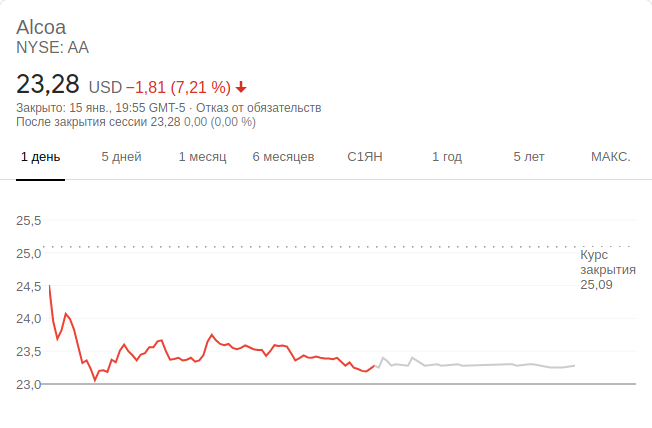 Alcoa
NYSE: AA
23,28 USD −1,81 (7,21 %)
Закрыто: 15 янв., 19:55 GMT-5 · Отказ от обязательств
После закрытия сессии 23,28 0,00 (0,00 %)
1 день 5 дней 1 месяц 6 месяцев С1ЯН 1 год 5 лет МАКС.
25,5
25,0
24,5
24,0
23,5
23,0
Курс
закрытия
25,09